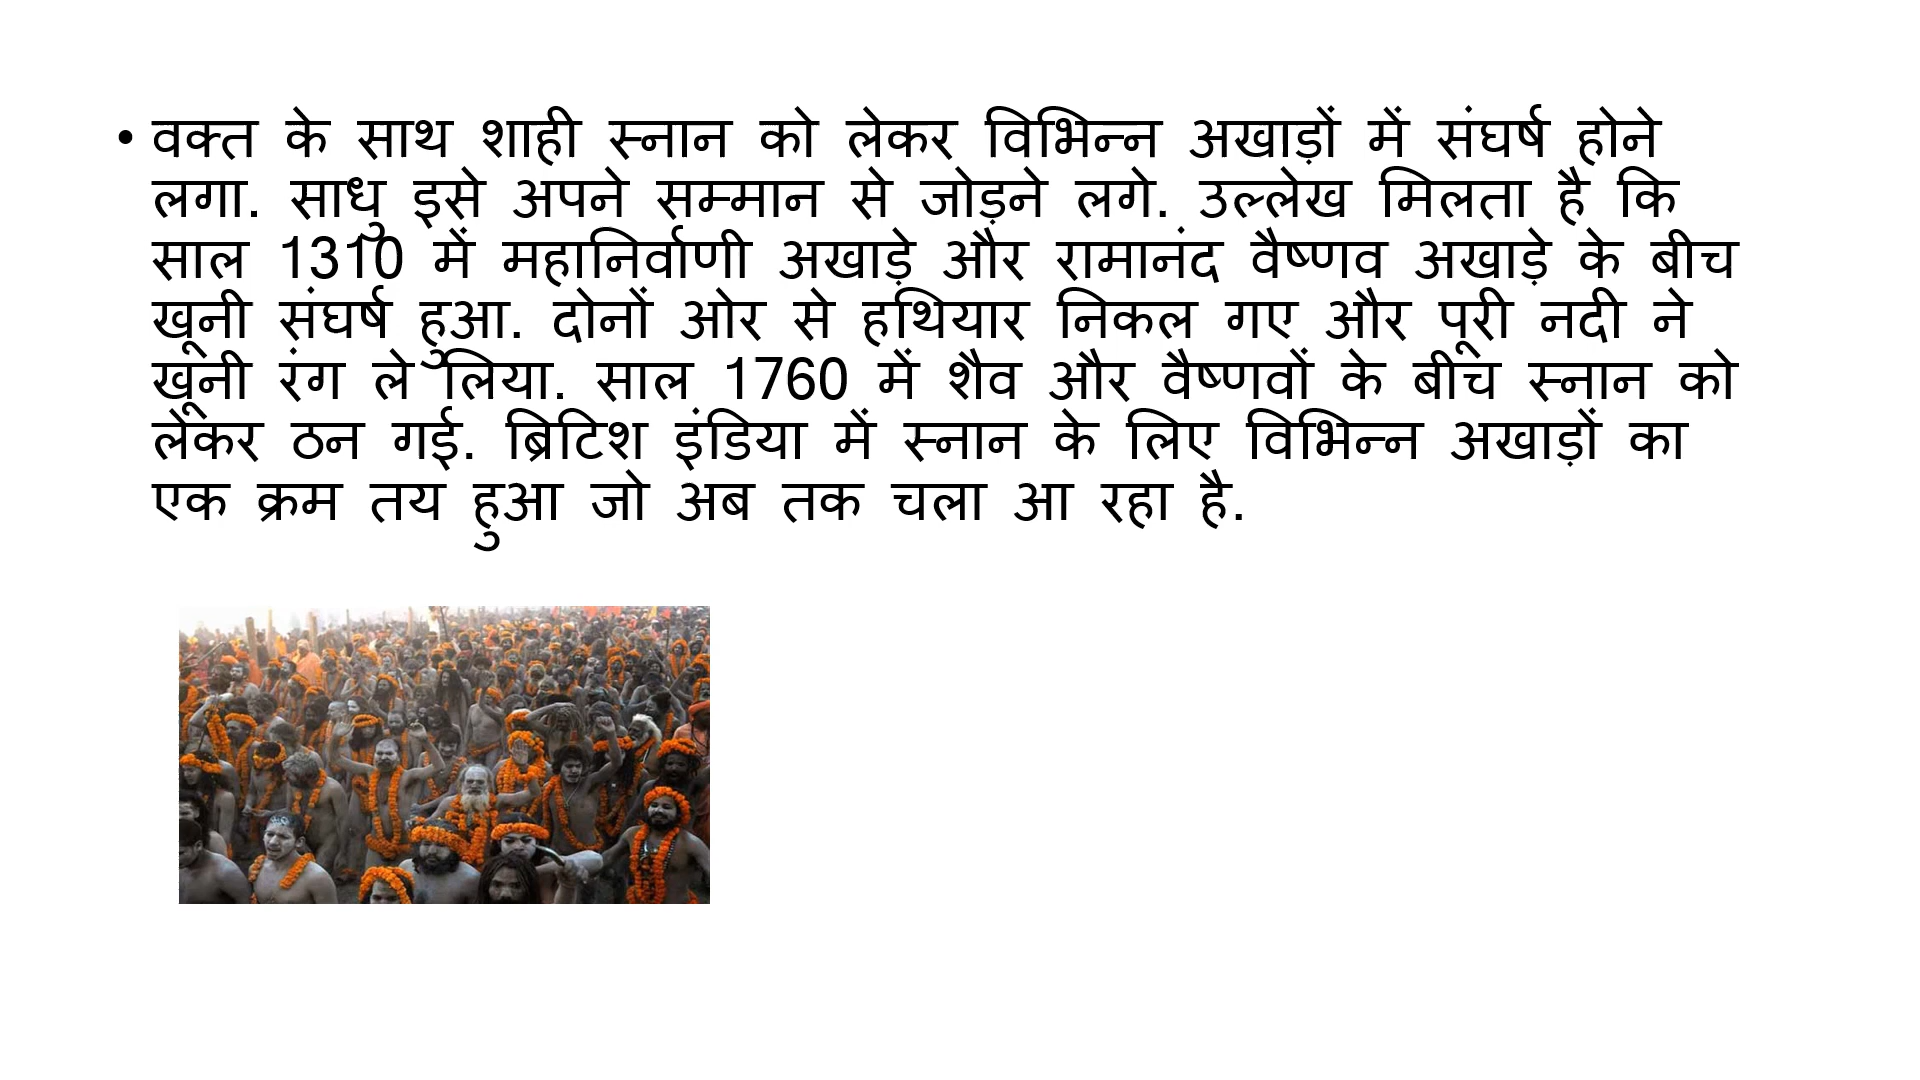 • वक्त के साथ शाही स्नान को लेकर विभिन्न अखाड़ों में संघर्ष होने
लगा. साधु इसे अपने सम्मान से जोड़ने लगे. उल्लेख मिलता है कि
साल 1310 में महानिर्वाणी अखाड़े और रामानंद वैष्णव अखाड़े के बीच
खूनी संघर्ष हुआ. दोनों ओर से हथियार निकल गए और पूरी नदी ने
खूनी रंग ले लिया. साल 1760 में शैव और वैष्णवों के बीच स्नान को
लेकर ठन गई. ब्रिटिश इंडिया में स्नान के लिए विभिन्न अखाड़ों का
एक क्रम तय हुआ जो अब तक चला आ रहा है.